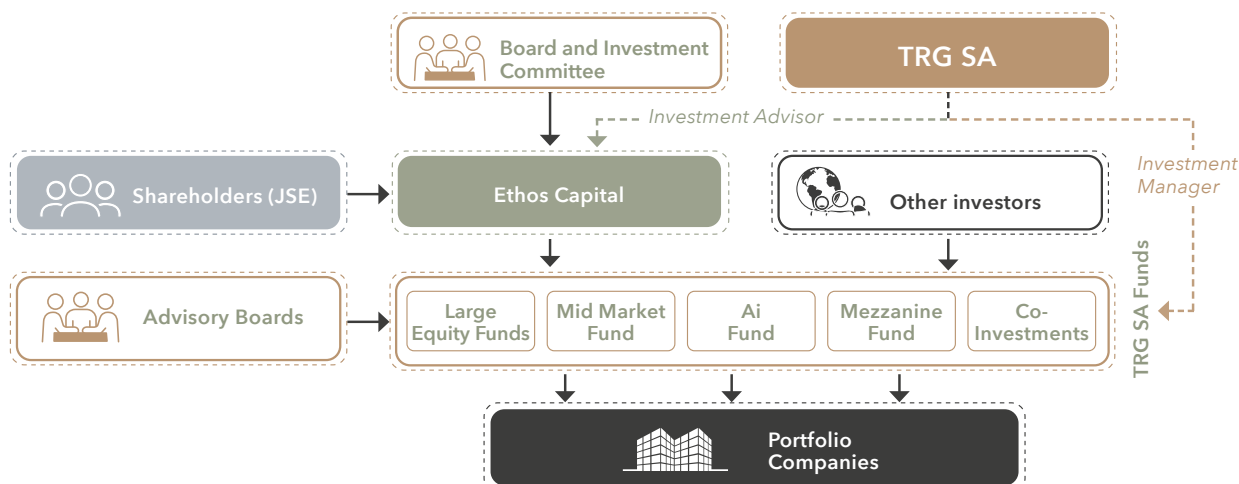 Board and Investment
Committee
TRG SA
Investment Advisor
Shareholders (JSE)
Ethos Capital
Other investors
Investment
Manager
Advisory Boards
Large
Equity Funds
Mid Market
Fund
Ai
Fund
Mezzanine
Fund
Co-
Investments
TRG SA Funds
Portfolio
Companies